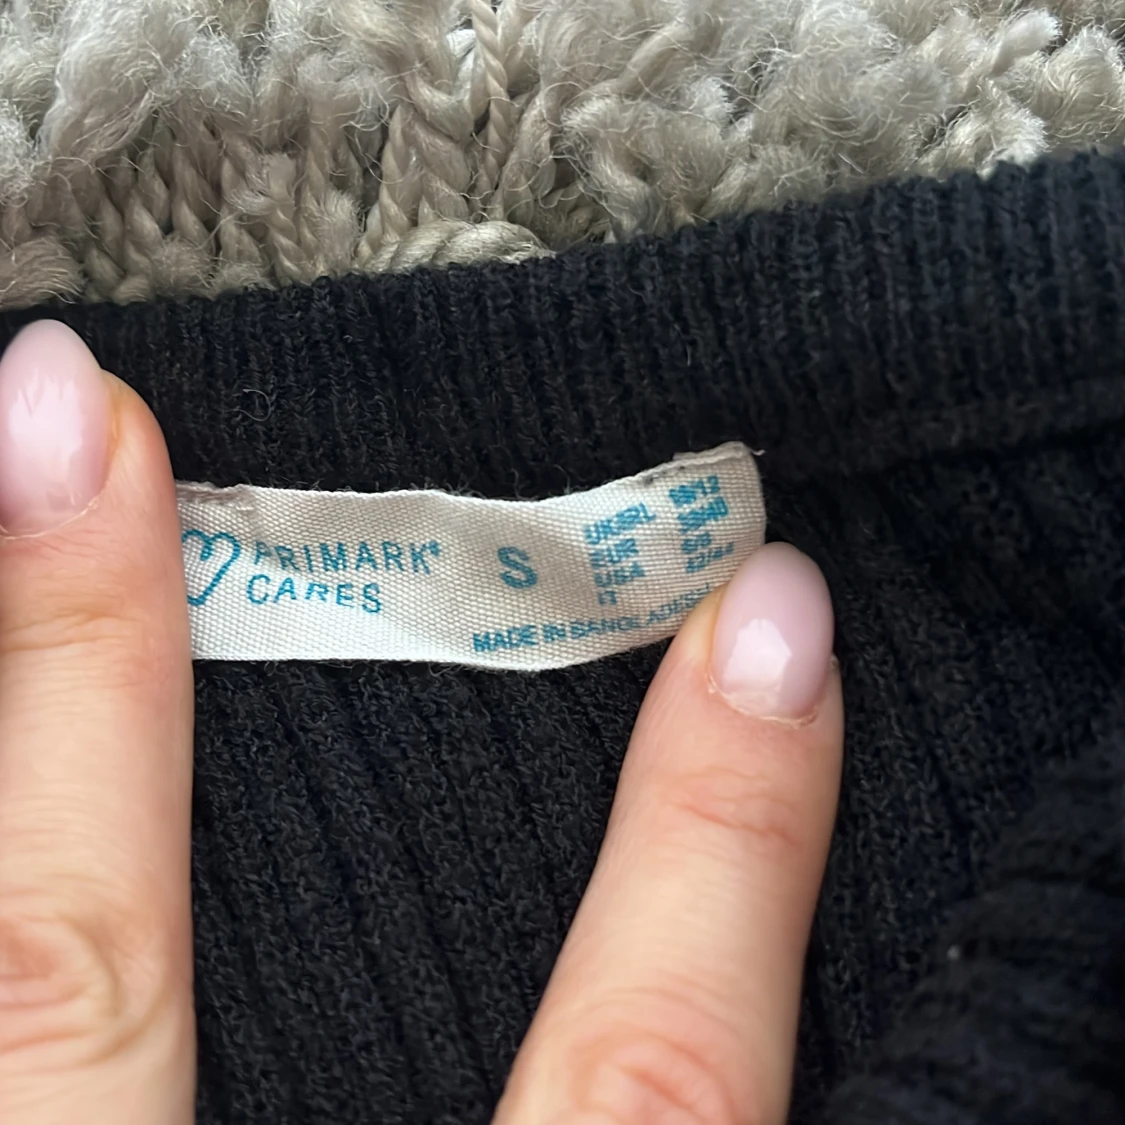 PRIMARK®
CARES
S
UK/IRL
EUR
USA
IT
MADE IN BANGLADESH